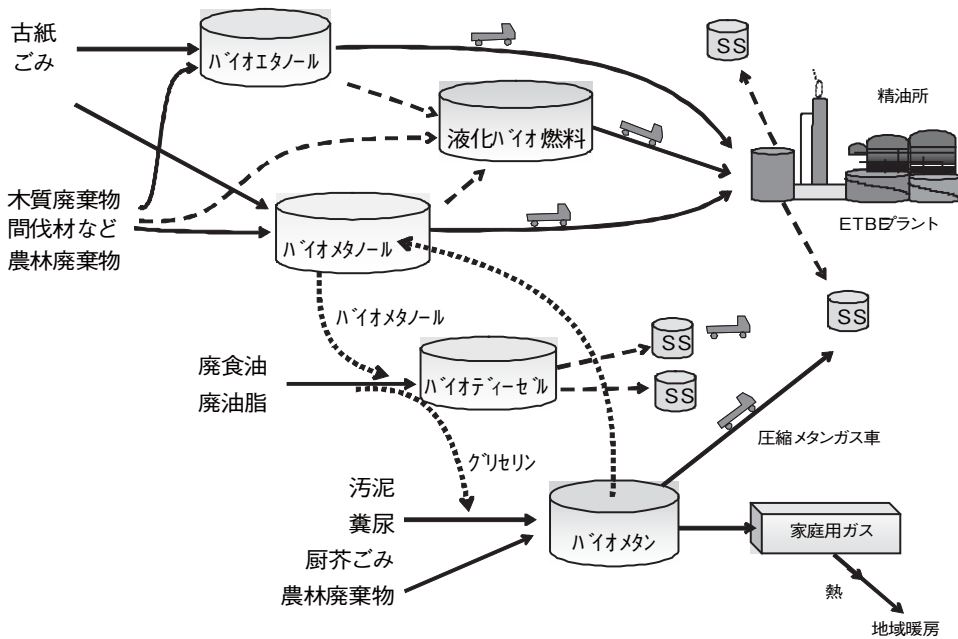 古紙
ごみ
バイオエタノール
SS
精油所
液化バイオ燃料
木質廃棄物
間伐材など
農林廃棄物
ETBEプラント
バイオメタノール
SS
バイオメタノール
SS
廃食油
廃油脂
バイオディーゼル
SS
圧縮メタンガス車
グリセリン
汚泥
糞尿
厨芥ごみ
農林廃棄物
バイオメタン
家庭用ガス
熱
地域暖房